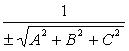 1
±√A² + B² + C²